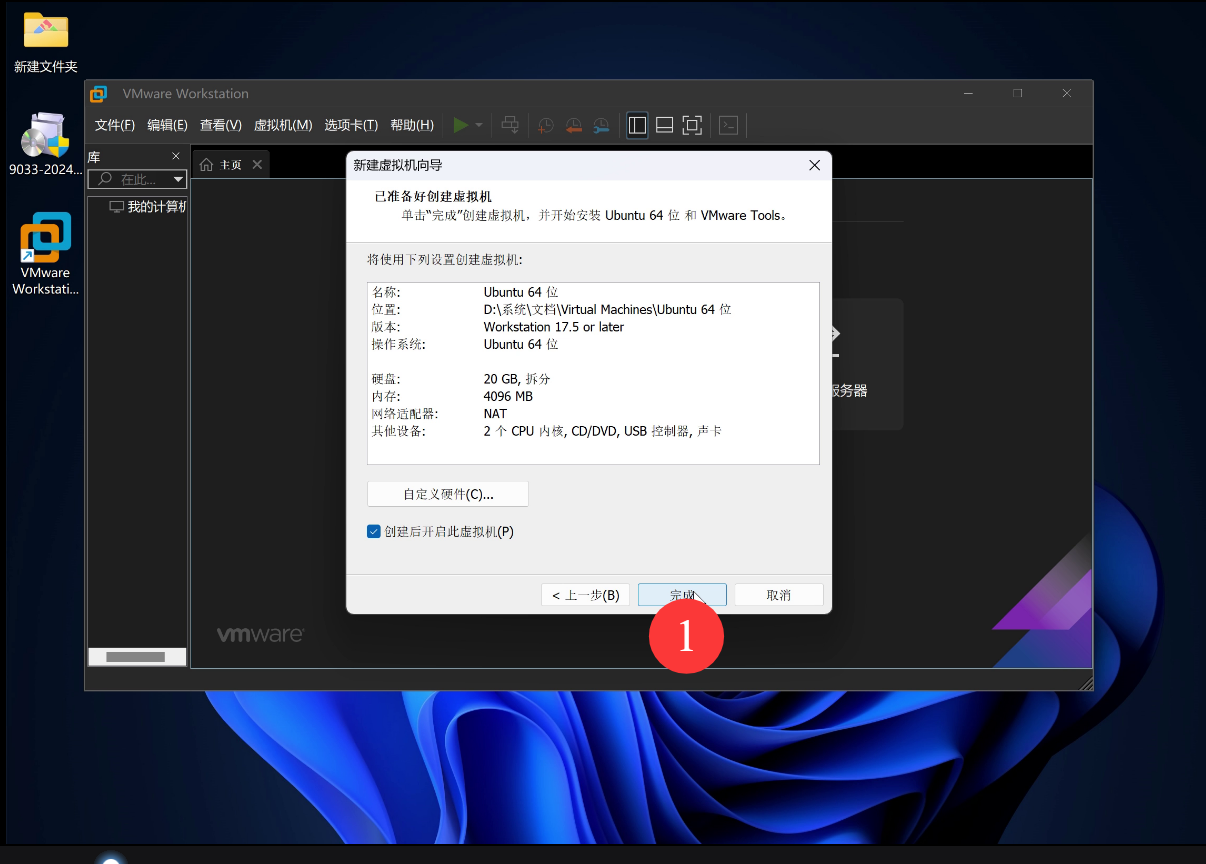 新建文件夹
9033-2024...
VMware
Workstati...
VMware Workstation
文件(F) 编辑(E) 查看(V) 虚拟机(M) 选项卡(T) 帮助(H)
库
在此...
我的计算机
主页
新建虚拟机向导
已准备好创建虚拟机
单击“完成”创建虚拟机，并开始安装 Ubuntu 64 位 和 VMware Tools。
将使用下列设置创建虚拟机:
名称: Ubuntu 64 位
位置: D:\系统\文档\Virtual Machines\Ubuntu 64 位
版本: Workstation 17.5 or later
操作系统: Ubuntu 64 位
硬盘: 20 GB, 拆分
内存: 4096 MB
网络适配器: NAT
其他设备: 2 个 CPU 内核, CD/DVD, USB 控制器, 声卡
服务器
自定义硬件(C)...
创建后开启此虚拟机(P)
< 上一步(B) 完成 取消
1
vmware